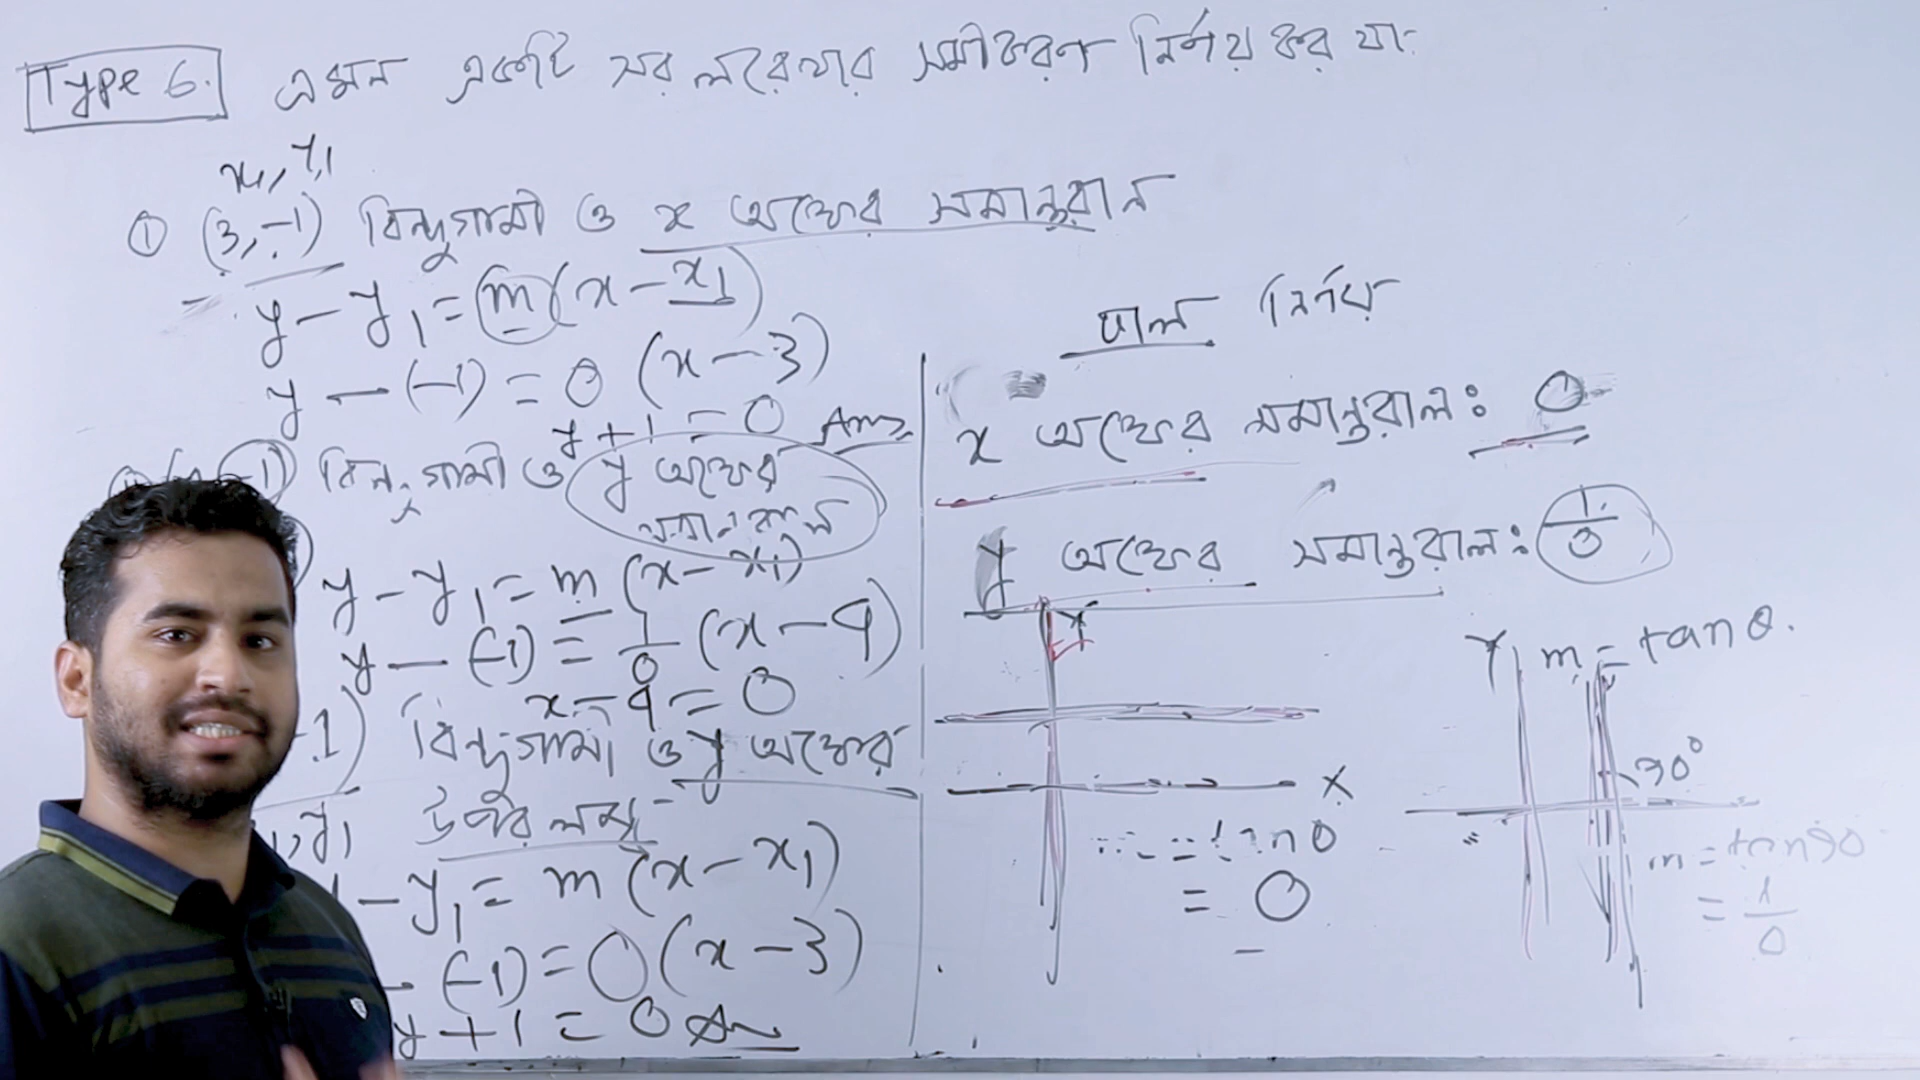 Type 6. এমন একটি সরলরেখার সমীকরণ নির্ণয় কর যা:
x₁, y₁
① (3, -1) বিন্দুগামী ও x অক্ষের সমান্তরাল
y - y₁ = m (x - x₁)
y - (-1) = 0 (x - 3)
y + 1 = 0 Ans
বিন্দুগামী ও y অক্ষের
সমান্তরাল
y - y₁ = m (x - x₁)
y - (-1) = 1/0 (x - 4)
x - 4 = 0
-1) বিন্দুগামী ও y অক্ষের
, y₁ উপর লম্ব
- y₁ = m (x - x₁)
- (-1) = 0 (x - 3)
y + 1 = 0 Ans
ঢাল নির্ণয়
x অক্ষের সমান্তরাল: 0
y অক্ষের সমান্তরাল: 1/0
Y
X
= tan θ
= 0
Y m = tan θ.
90°
m = tan 90
= 1/0